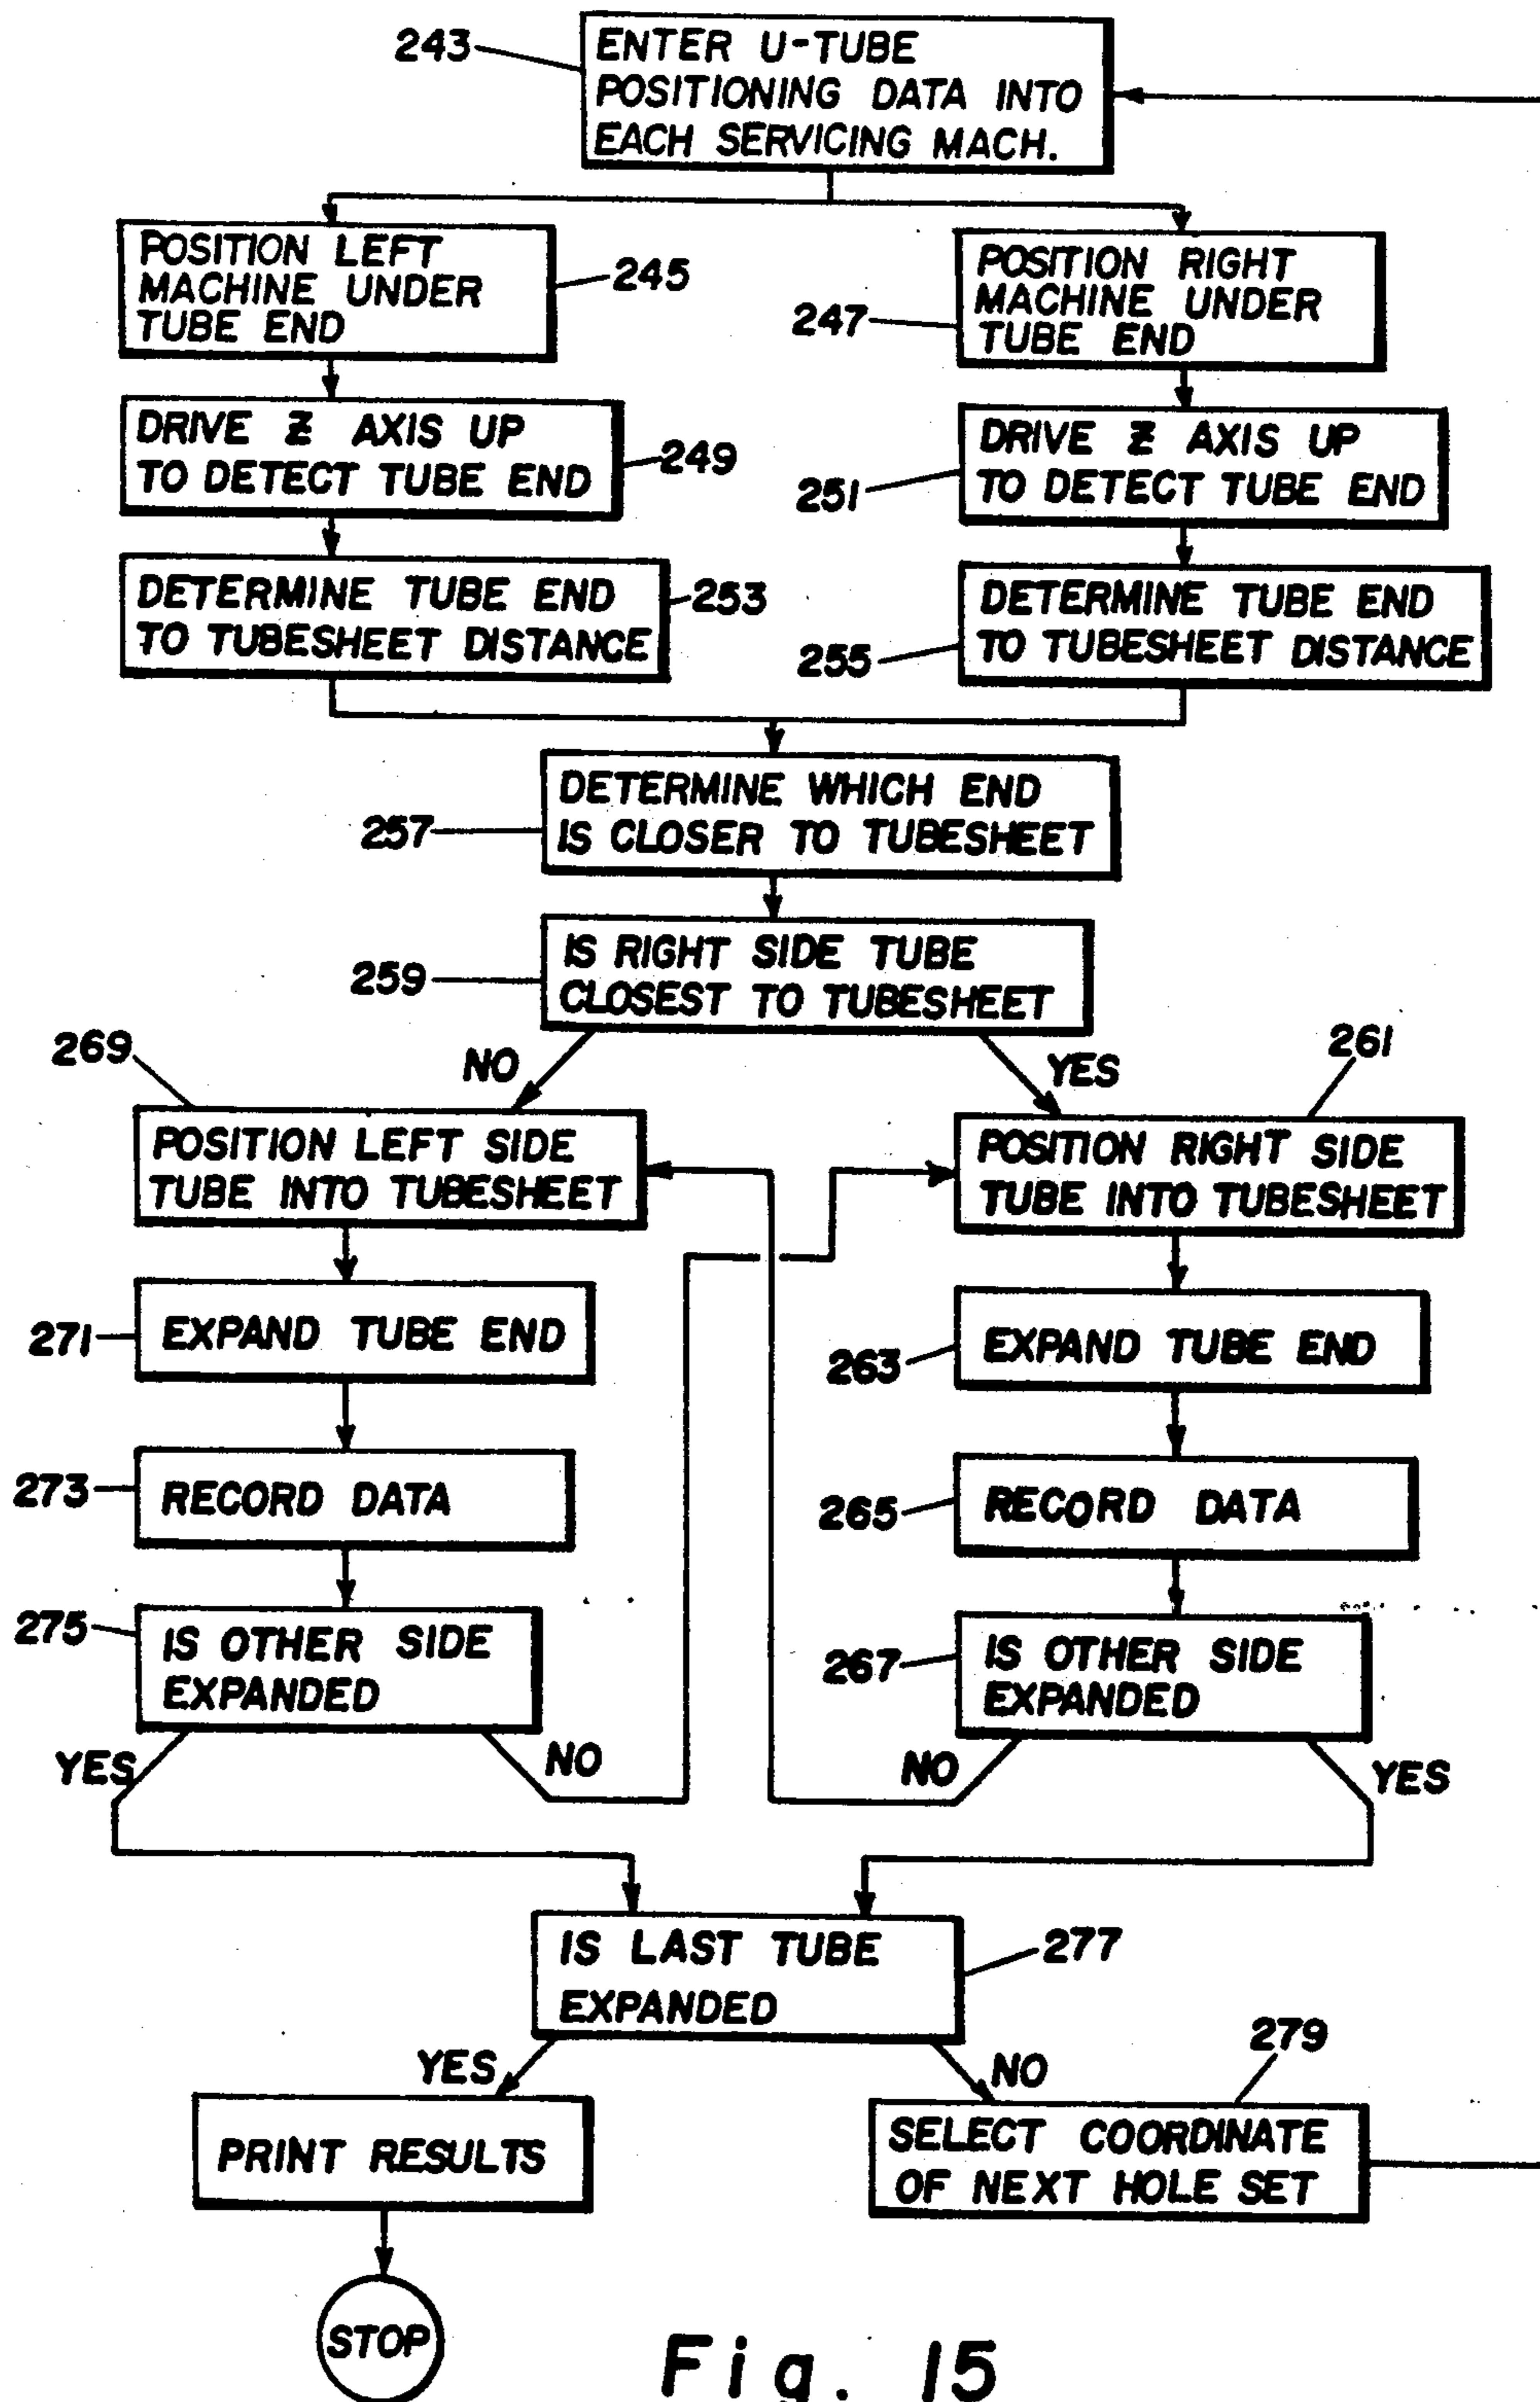 243
ENTER U-TUBE
POSITIONING DATA INTO
EACH SERVICING MACH.
POSITION LEFT
MACHINE UNDER
TUBE END
245
POSITION RIGHT
MACHINE UNDER
TUBE END
247
DRIVE Z AXIS UP
TO DETECT TUBE END
249
DRIVE Z AXIS UP
TO DETECT TUBE END
251
DETERMINE TUBE END
TO TUBESHEET DISTANCE
253
DETERMINE TUBE END
TO TUBESHEET DISTANCE
255
DETERMINE WHICH END
IS CLOSER TO TUBESHEET
257
IS RIGHT SIDE TUBE
CLOSEST TO TUBESHEET
259
NO
YES
269
261
POSITION LEFT SIDE
TUBE INTO TUBESHEET
POSITION RIGHT SIDE
TUBE INTO TUBESHEET
271
EXPAND TUBE END
263
EXPAND TUBE END
273
RECORD DATA
265
RECORD DATA
275
IS OTHER SIDE
EXPANDED
267
IS OTHER SIDE
EXPANDED
YES
NO
NO
YES
IS LAST TUBE
EXPANDED
277
YES
NO
279
PRINT RESULTS
SELECT COORDINATE
OF NEXT HOLE SET
STOP
Fig. 15